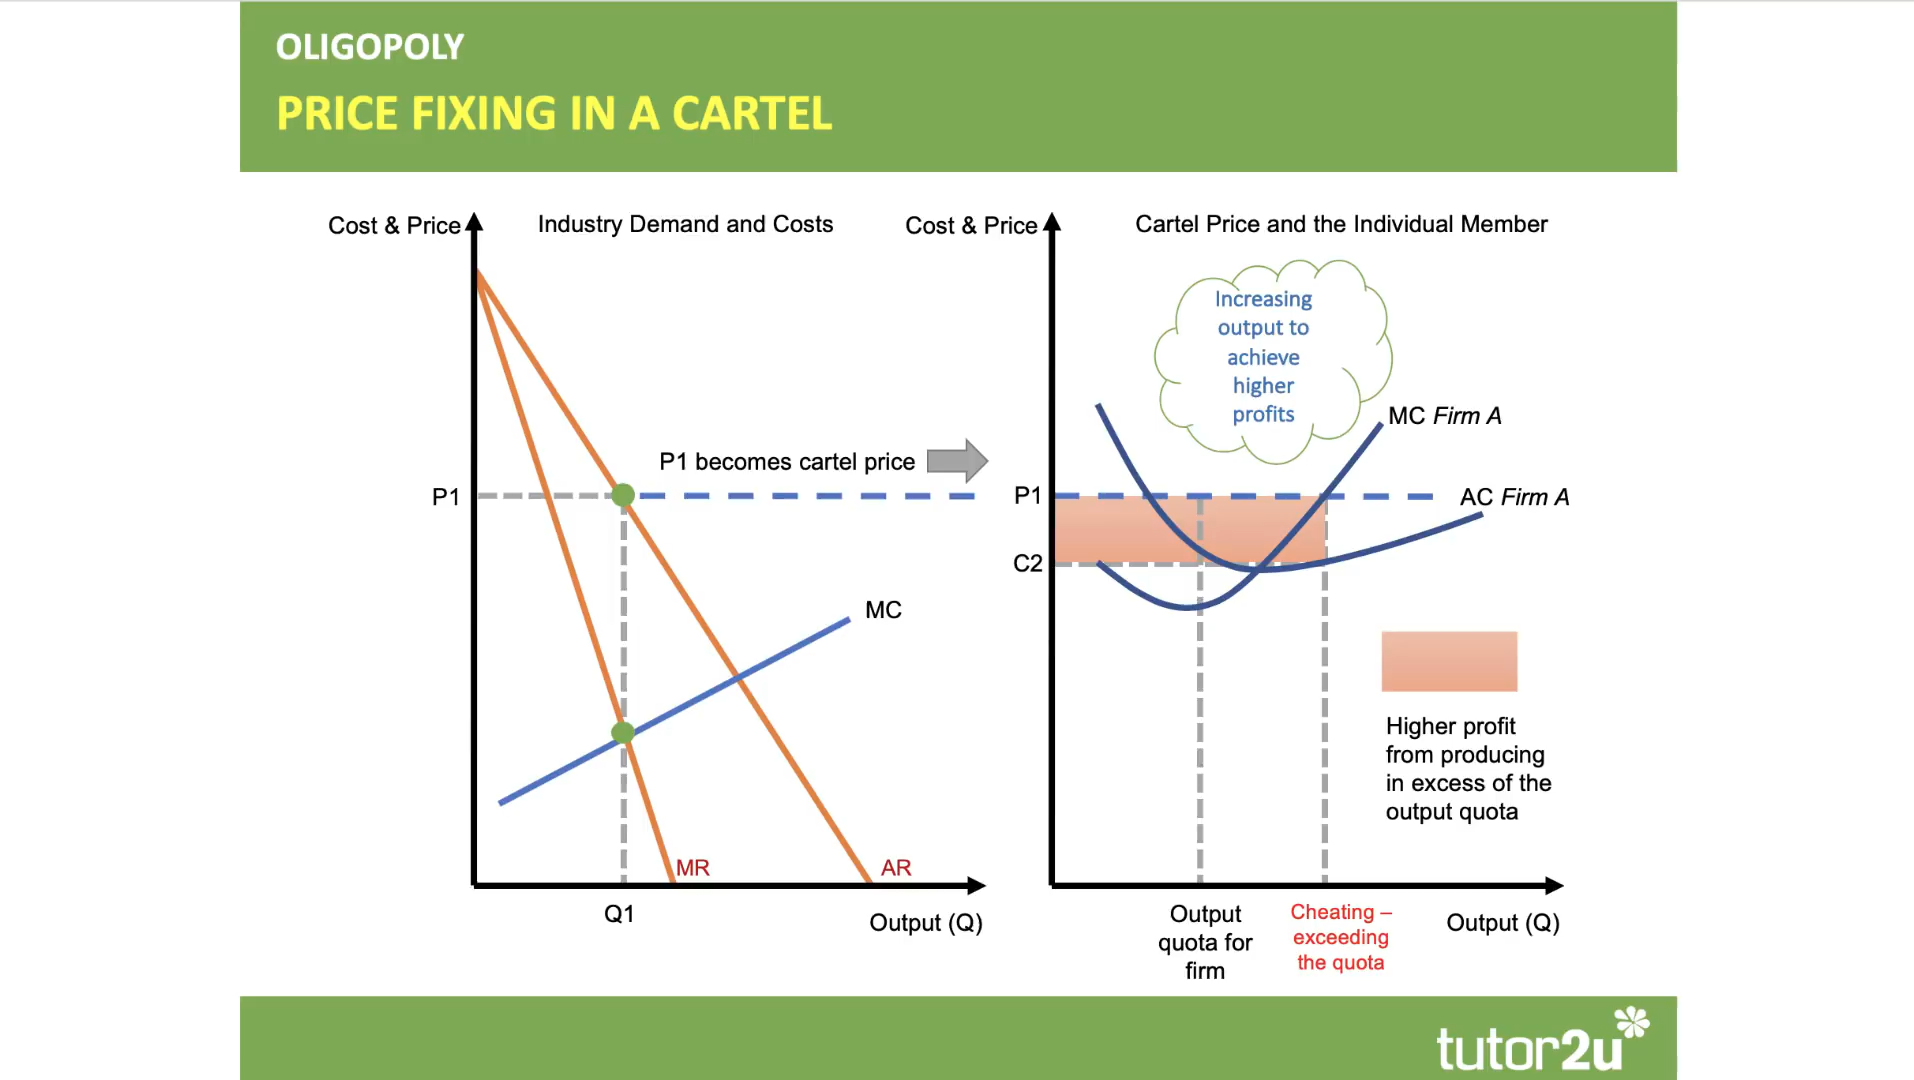 OLIGOPOLY
PRICE FIXING IN A CARTEL
Cost & Price
Industry Demand and Costs
P1 becomes cartel price
P1
MC
MR
AR
Q1
Output (Q)
Cost & Price
Cartel Price and the Individual Member
Increasing
output to
achieve
higher
profits
MC Firm A
P1
AC Firm A
C2
Higher profit
from producing
in excess of the
output quota
Output
quota for
firm
Cheating –
exceeding
the quota
Output (Q)
tutor2u